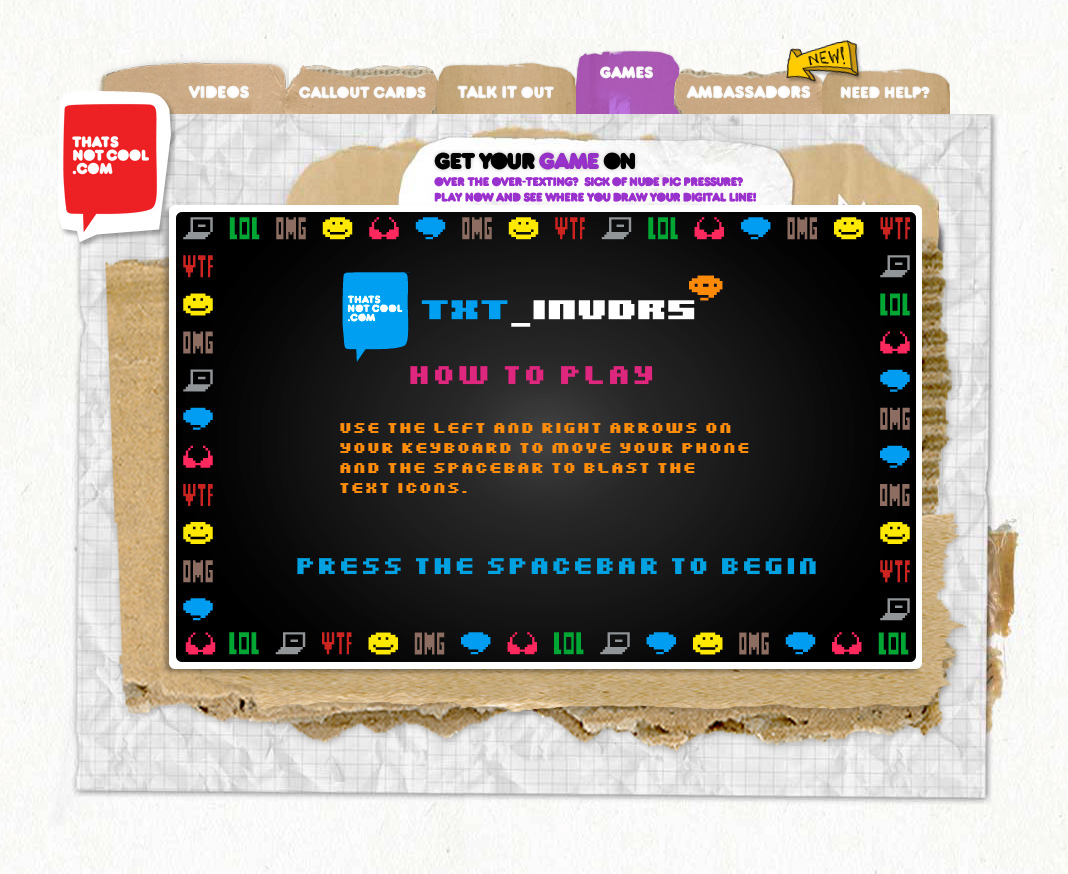 NEW!
VIDEOS CALLOUT CARDS TALK IT OUT GAMES AMBASSADORS NEED HELP?
THATS
NOT COOL
.COM
GET YOUR GAME ON
OVER THE OVER-TEXTING? SICK OF NUDE PIC PRESSURE?
PLAY NOW AND SEE WHERE YOU DRAW YOUR DIGITAL LINE!
LOL OMG OMG WTF LOL OMG WTF
WTF
LOL
OMG
OMG
WTF
OMG
OMG
WTF
THATS
NOT COOL
.COM
TXT_INVDRS
HOW TO PLAY
USE THE LEFT AND RIGHT ARROWS ON
YOUR KEYBOARD TO MOVE YOUR PHONE
AND THE SPACEBAR TO BLAST THE
TEXT ICONS.
PRESS THE SPACEBAR TO BEGIN
LOL WTF OMG LOL OMG LOL